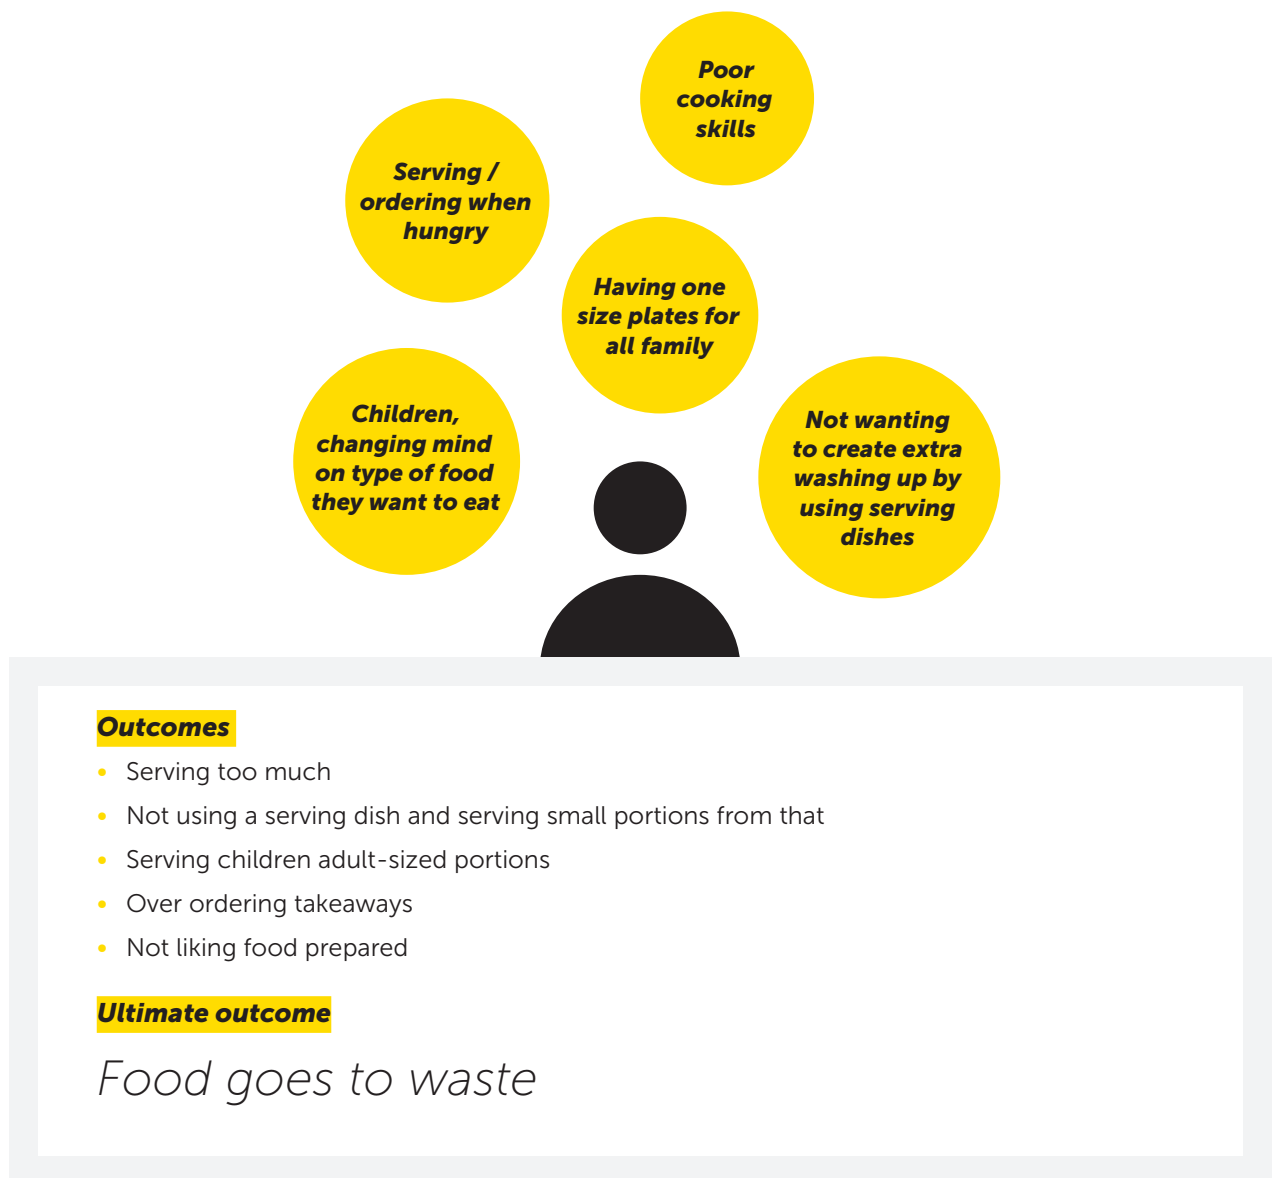 Poor
cooking
skills
Serving /
ordering when
hungry
Having one
size plates for
all family
Children,
changing mind
on type of food
they want to eat
Not wanting
to create extra
washing up by
using serving
dishes
Outcomes
• Serving too much
• Not using a serving dish and serving small portions from that
• Serving children adult-sized portions
• Over ordering takeaways
• Not liking food prepared
Ultimate outcome
Food goes to waste